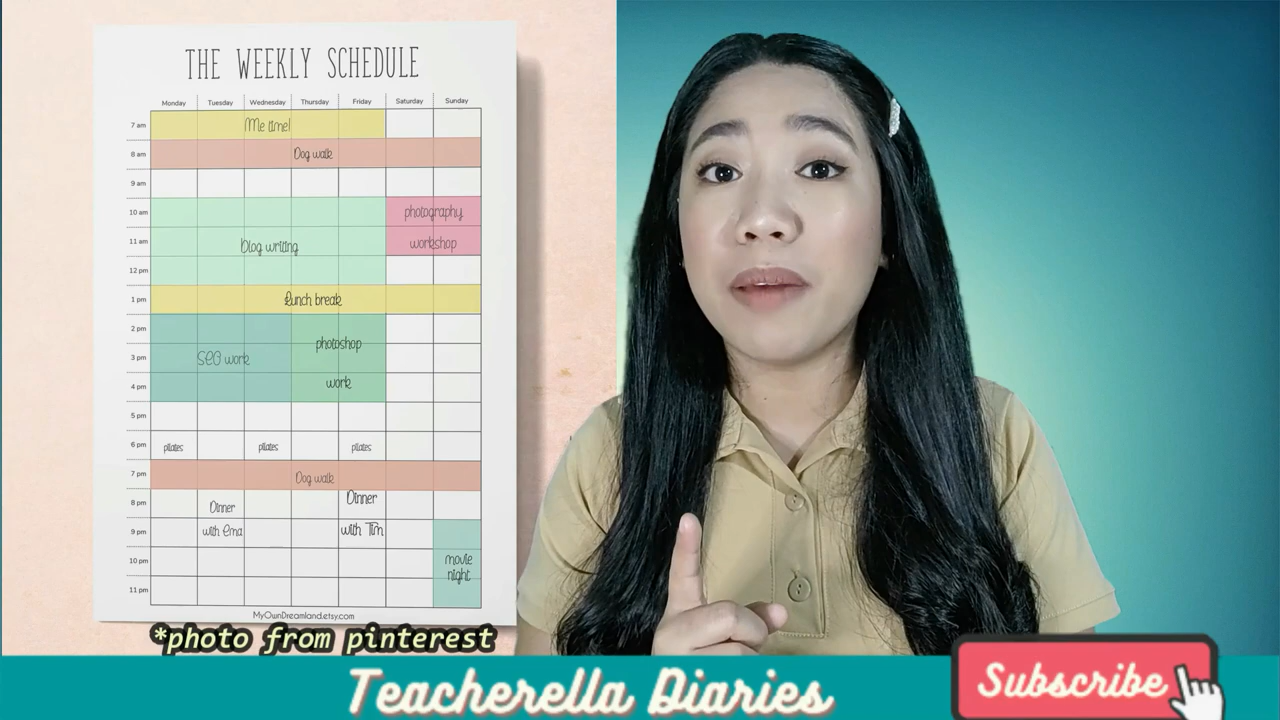 THE WEEKLY SCHEDULE
Monday Tuesday Wednesday Thursday Friday Saturday Sunday
7 am Me time!
8 am Dog walk
9 am
10 am photography
11 am blog writing workshop
12 pm
1 pm Lunch break
2 pm photoshop
3 pm SEO work
4 pm work
5 pm
6 pm pilates pilates pilates
7 pm Dog walk
8 pm Dinner Dinner
9 pm with Ema with Tim
10 pm movie
night
11 pm
MyOwnDreamland.etsy.com
*photo from pinterest
Teacherella Diaries
Subscribe